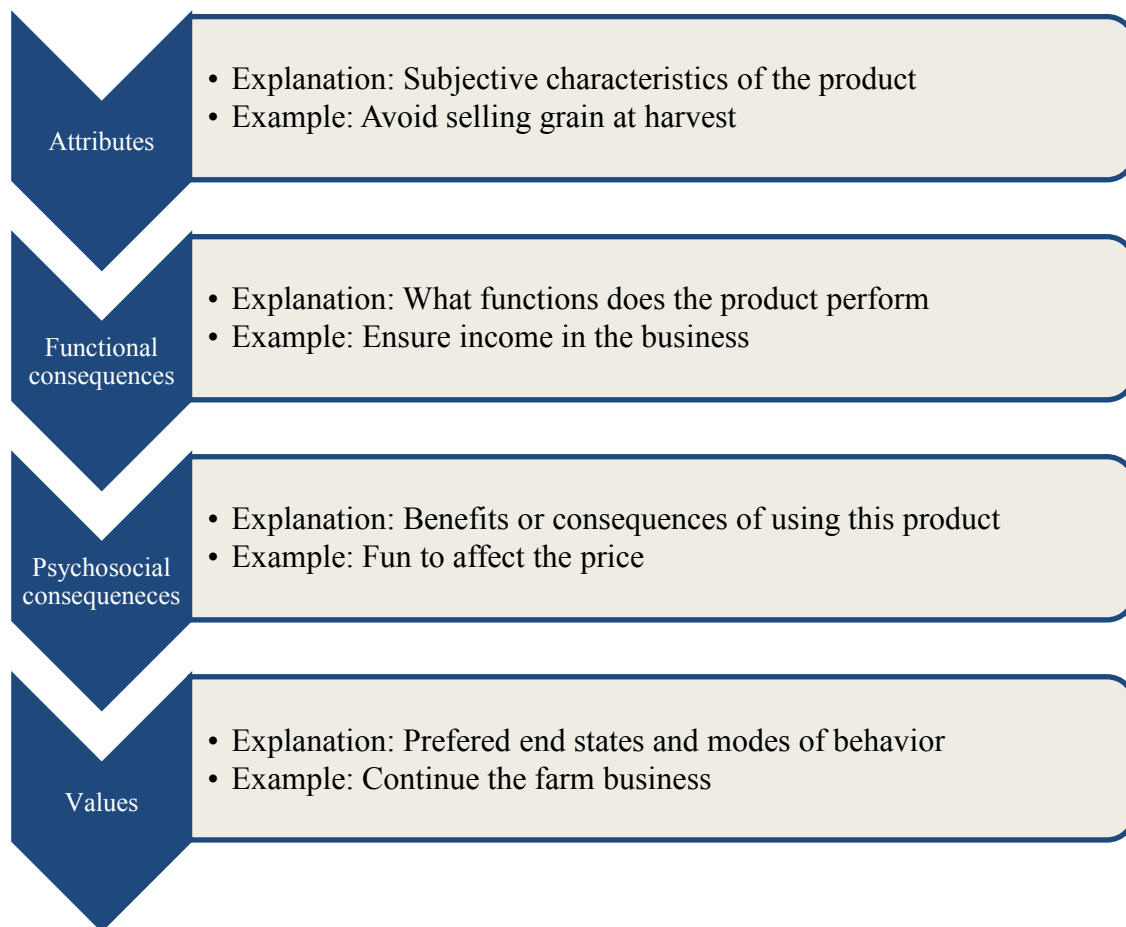 Attributes
• Explanation: Subjective characteristics of the product
• Example: Avoid selling grain at harvest
Functional
consequences
• Explanation: What functions does the product perform
• Example: Ensure income in the business
Psychosocial
consequeneces
• Explanation: Benefits or consequences of using this product
• Example: Fun to affect the price
Values
• Explanation: Prefered end states and modes of behavior
• Example: Continue the farm business